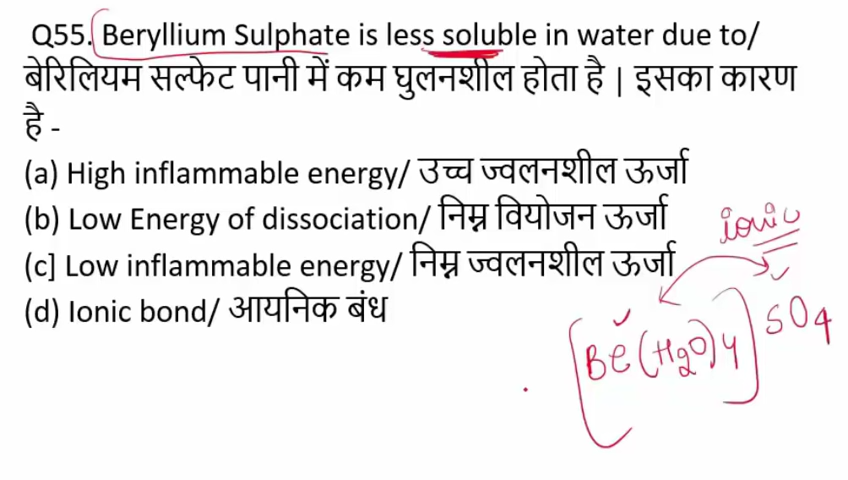 Q55. Beryllium Sulphate is less soluble in water due to/
बेरिलियम सल्फेट पानी में कम घुलनशील होता है | इसका कारण
है -
(a) High inflammable energy/ उच्च ज्वलनशील ऊर्जा
(b) Low Energy of dissociation/ निम्न वियोजन ऊर्जा
(c] Low inflammable energy/ निम्न ज्वलनशील ऊर्जा
(d) Ionic bond/ आयनिक बंध
ionic
[Be(H2O)4]SO4